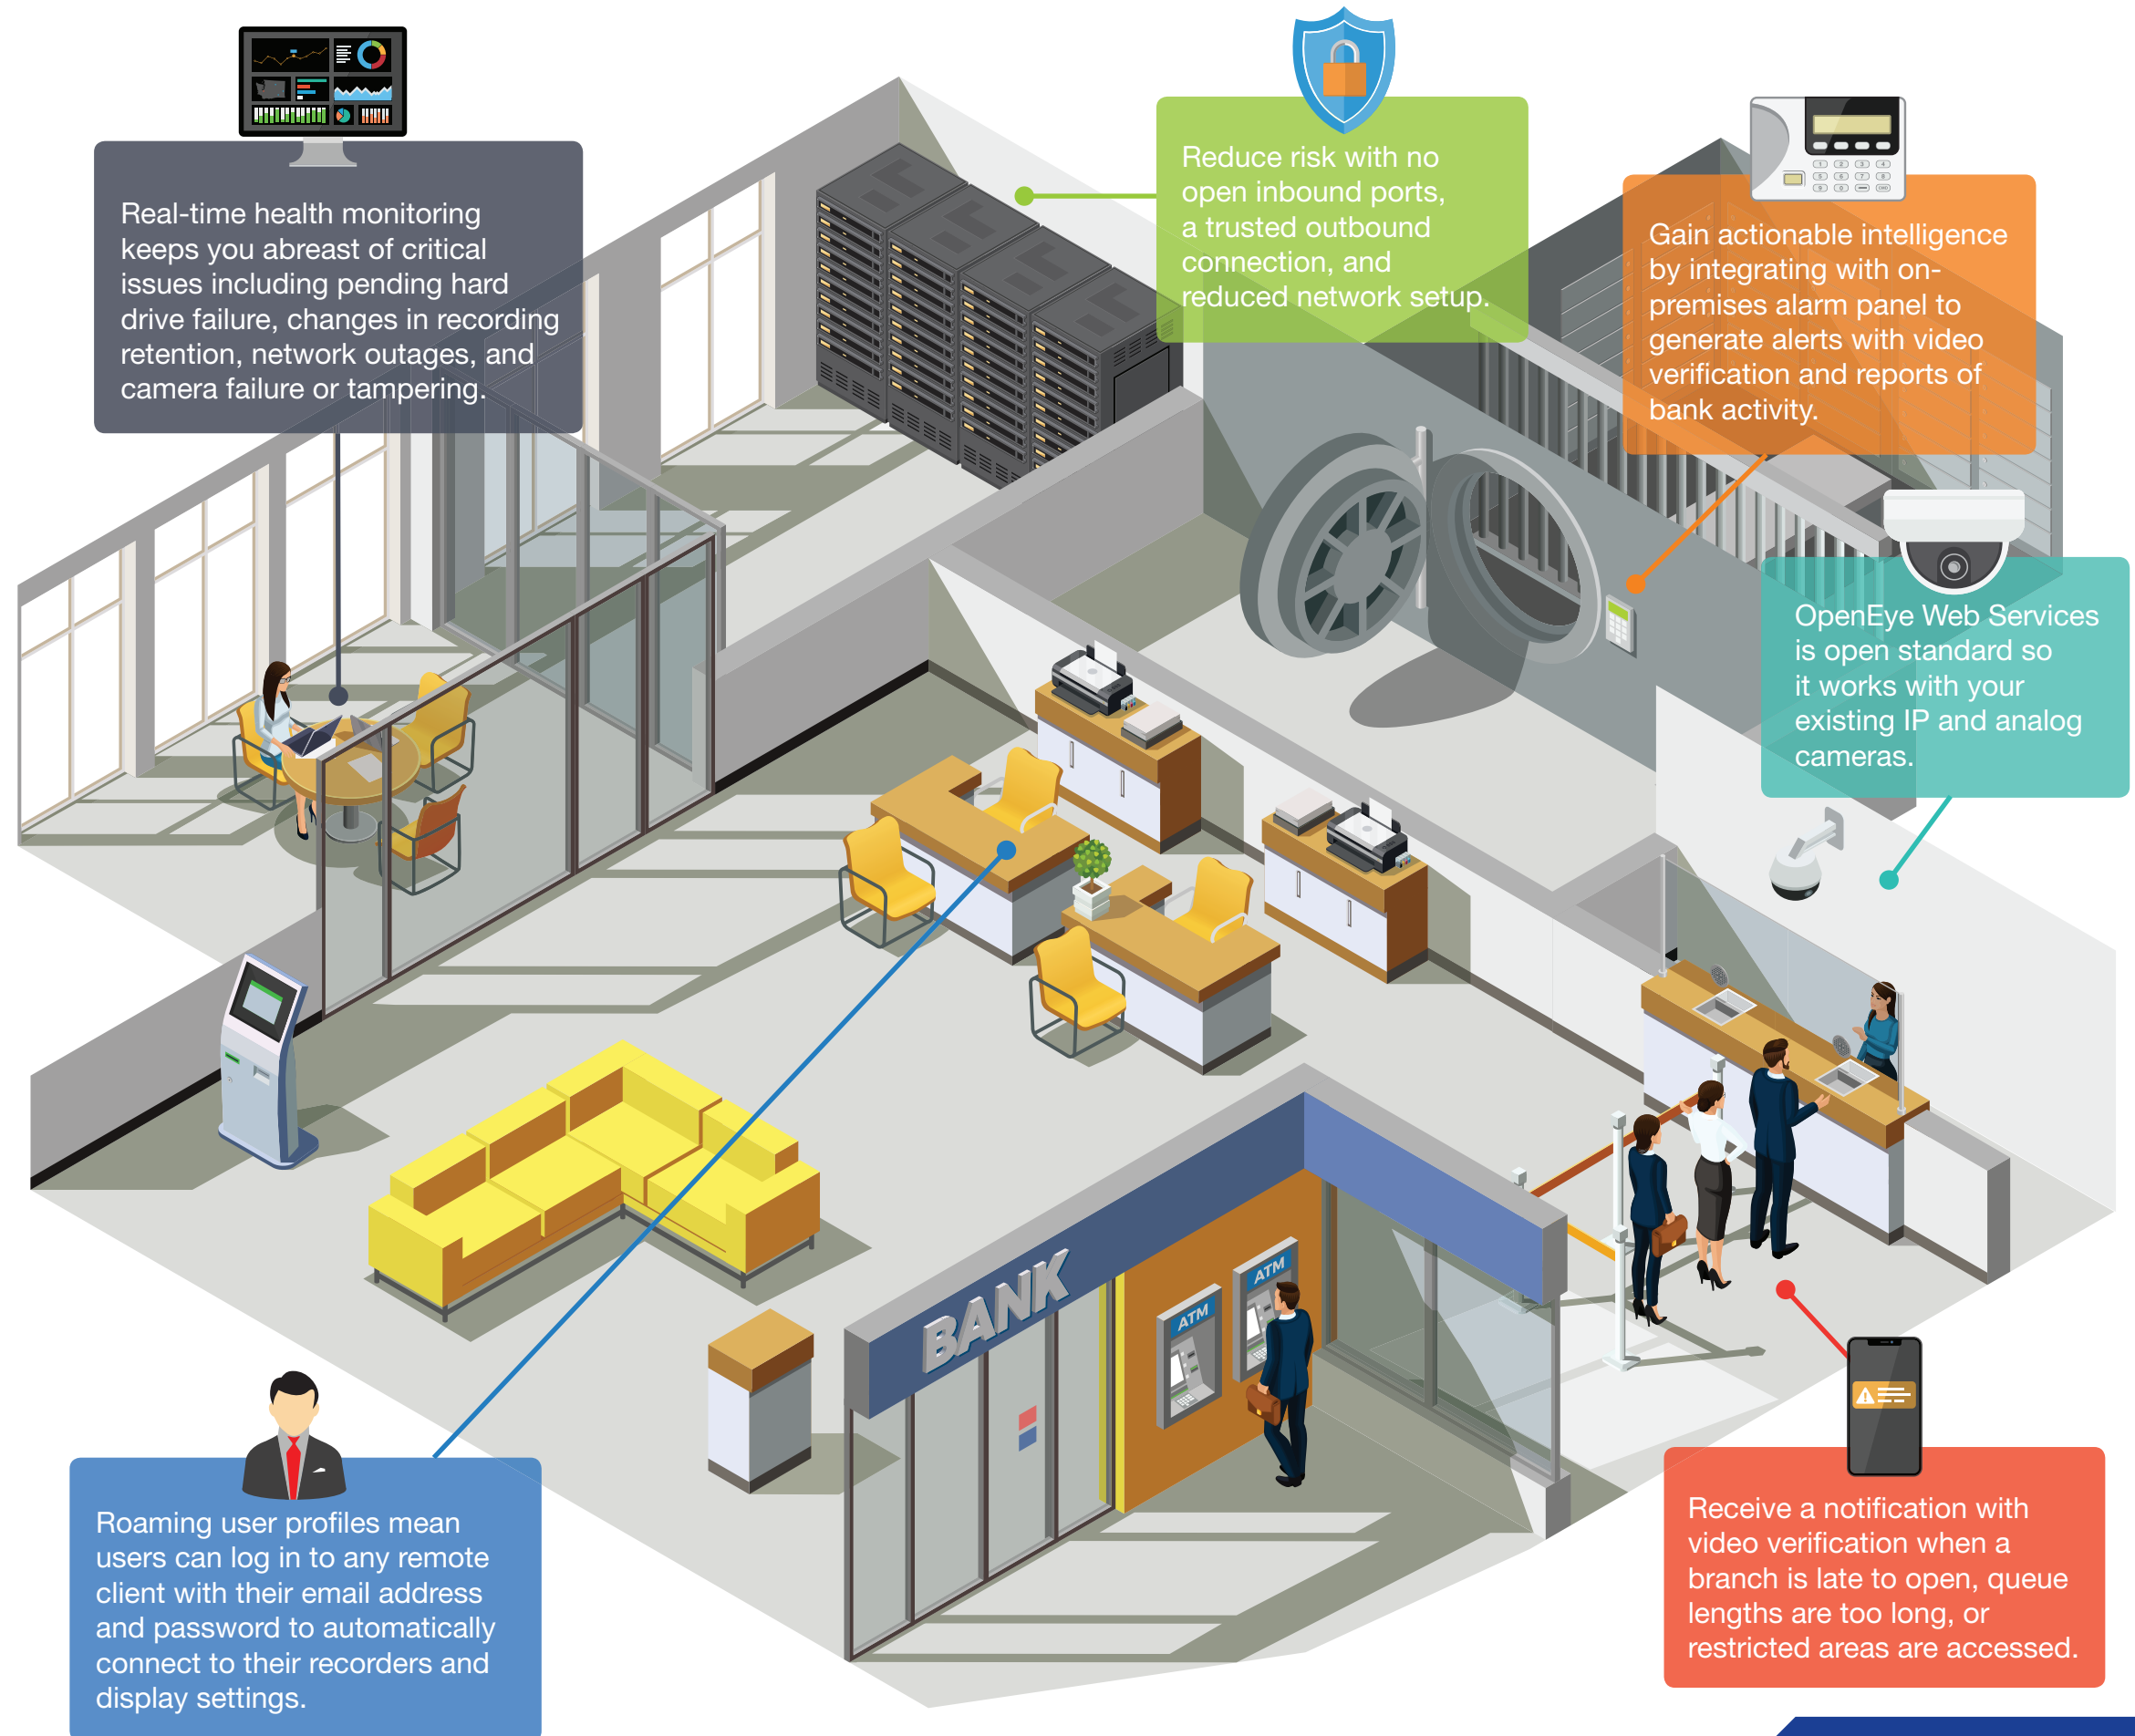 Real-time health monitoring
keeps you abreast of critical
issues including pending hard
drive failure, changes in recording
retention, network outages, and
camera failure or tampering.
Reduce risk with no
open inbound ports,
a trusted outbound
connection, and
reduced network setup.
Gain actionable intelligence
by integrating with on-
premises alarm panel to
generate alerts with video
verification and reports of
bank activity.
OpenEye Web Services
is open standard so
it works with your
existing IP and analog
cameras.
BANK
ATM
ATM
Roaming user profiles mean
users can log in to any remote
client with their email address
and password to automatically
connect to their recorders and
display settings.
Receive a notification with
video verification when a
branch is late to open, queue
lengths are too long, or
restricted areas are accessed.